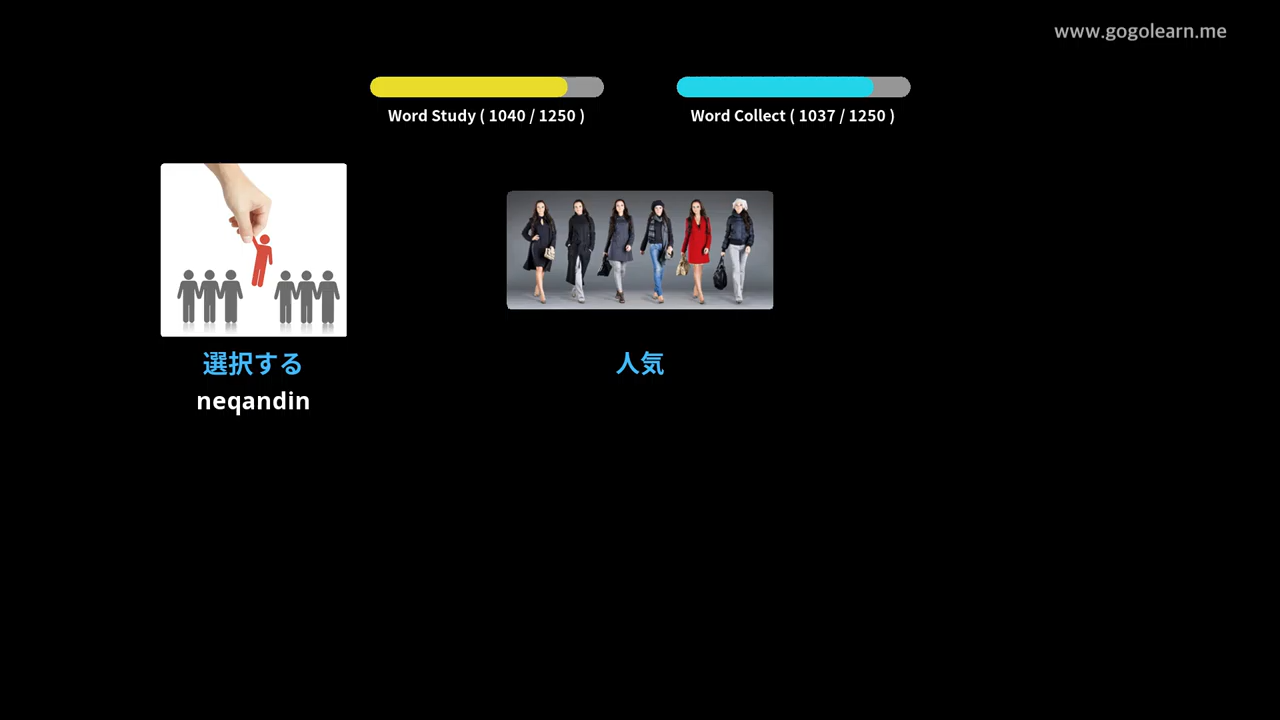 www.gogolearn.me
Word Study ( 1040 / 1250 )
Word Collect ( 1037 / 1250 )
選択する
neqandin
人気